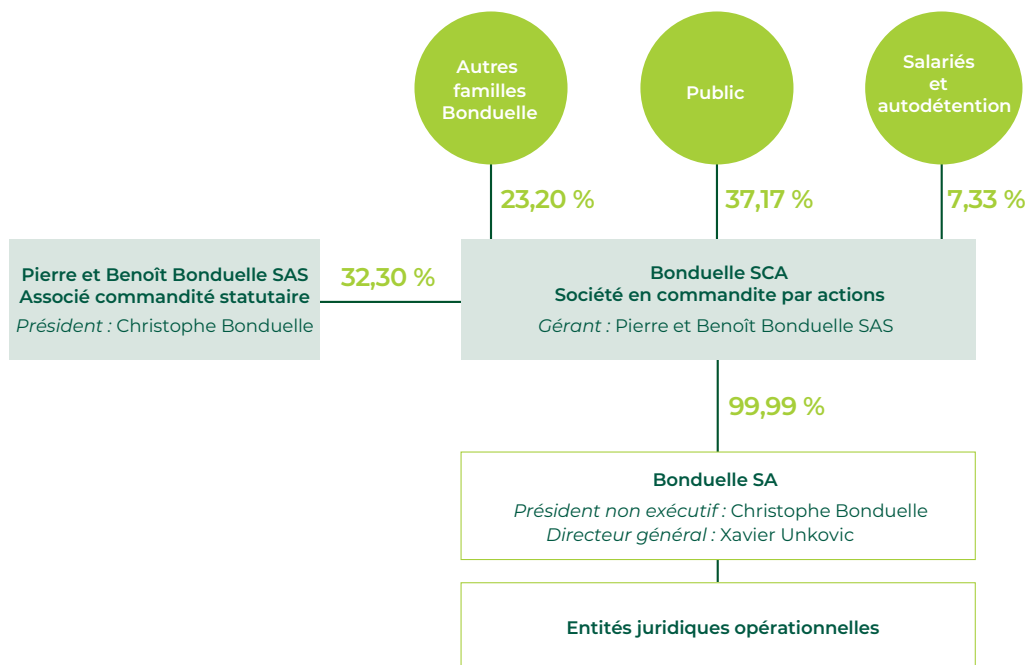 Autres
familles
Bonduelle
Public
Salariés
et
autodétention
23,20 %
37,17 %
7,33 %
Pierre et Benoît Bonduelle SAS
Associé commandité statutaire
Président : Christophe Bonduelle
32,30 %
Bonduelle SCA
Société en commandite par actions
Gérant : Pierre et Benoît Bonduelle SAS
99,99 %
Bonduelle SA
Président non exécutif : Christophe Bonduelle
Directeur général : Xavier Unkovic
Entités juridiques opérationnelles